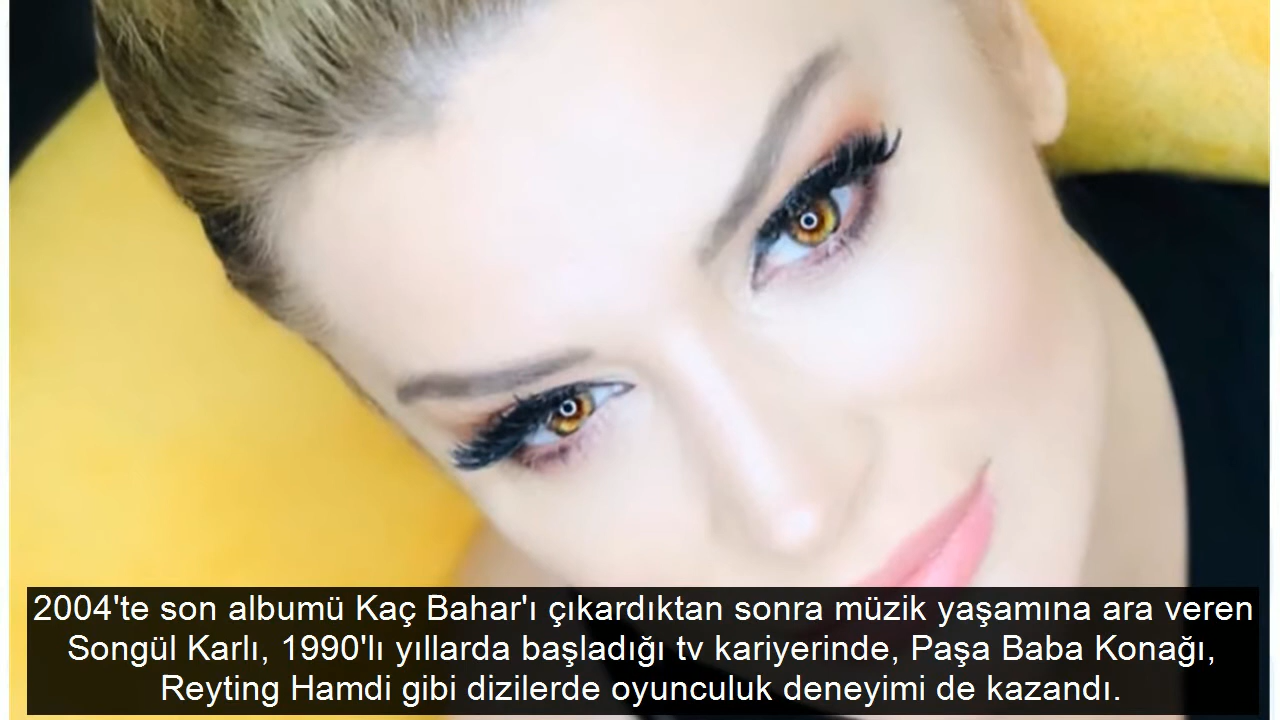 2004'te son albumü Kaç Bahar'ı çıkardıktan sonra müzik yaşamına ara veren
Songül Karlı, 1990'lı yıllarda başladığı tv kariyerinde, Paşa Baba Konağı,
Reyting Hamdi gibi dizilerde oyunculuk deneyimi de kazandı.